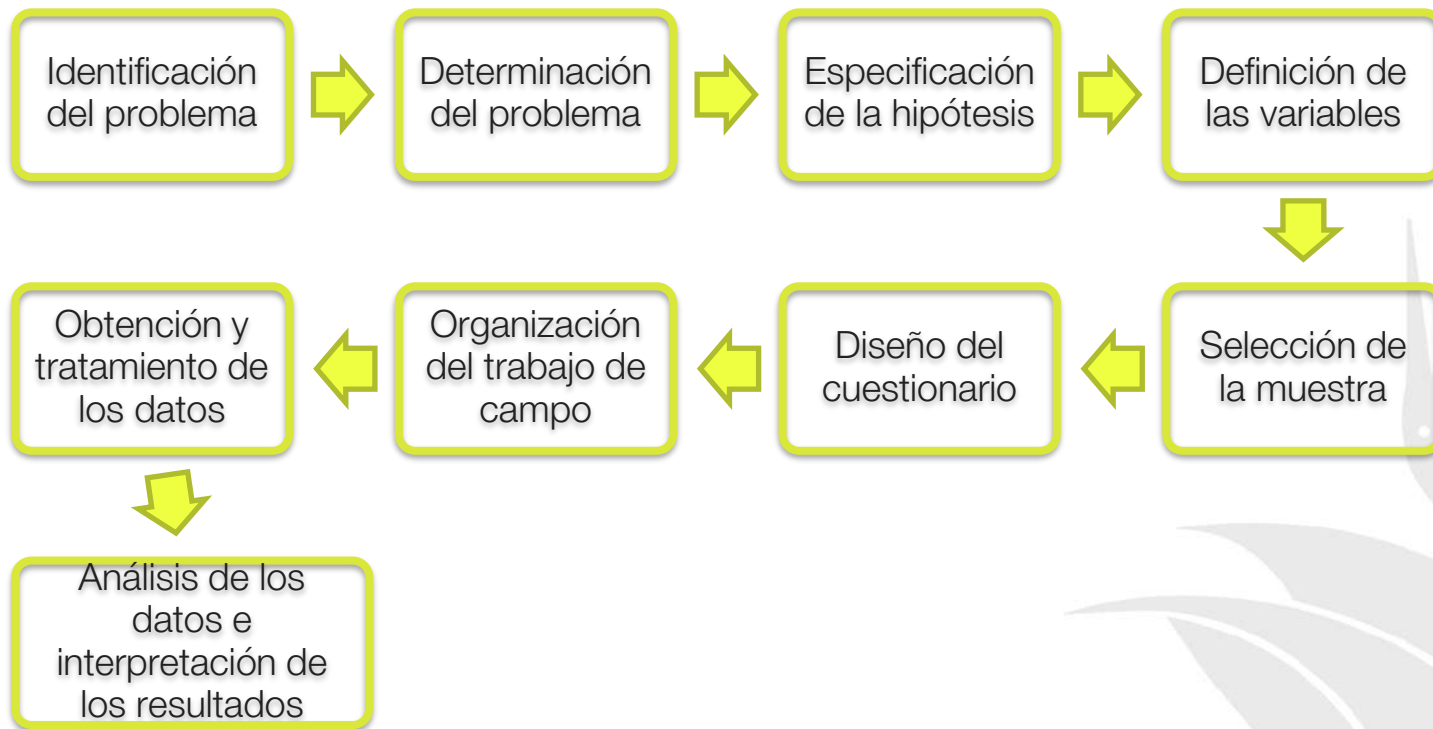 Identificación
del problema
Determinación
del problema
Especificación
de la hipótesis
Definición de
las variables
Selección de
la muestra
Diseño del
cuestionario
Organización
del trabajo de
campo
Obtención y
tratamiento de
los datos
Análisis de los
datos e
interpretación de
los resultados